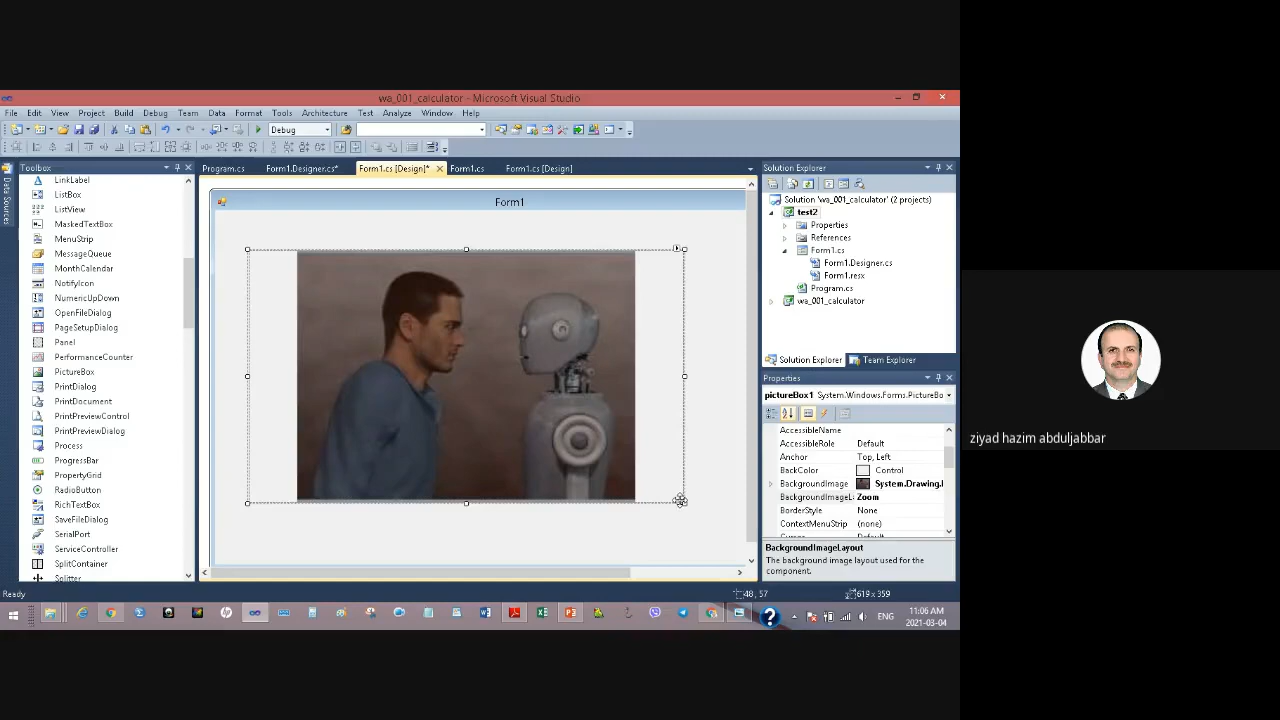 wa_001_calculator - Microsoft Visual Studio
File Edit View Project Build Debug Team Data Format Tools Architecture Test Analyze Window Help
Debug
Toolbox
Program.cs Form1.Designer.cs* Form1.cs [Design]* Form1.cs Form1.cs [Design]
Data Sources
LinkLabel
ListBox
ListView
MaskedTextBox
MenuStrip
MessageQueue
MonthCalendar
NotifyIcon
NumericUpDown
OpenFileDialog
PageSetupDialog
Panel
PerformanceCounter
PictureBox
PrintDialog
PrintDocument
PrintPreviewControl
PrintPreviewDialog
Process
ProgressBar
PropertyGrid
RadioButton
RichTextBox
SaveFileDialog
SerialPort
ServiceController
SplitContainer
Splitter
Form1
Solution Explorer
Solution 'wa_001_calculator' (2 projects)
test2
Properties
References
Form1.cs
Form1.Designer.cs
Form1.resx
Program.cs
wa_001_calculator
Solution Explorer Team Explorer
Properties
pictureBox1 System.Windows.Forms.PictureBo
AccessibleName
AccessibleRole Default
Anchor Top, Left
BackColor Control
BackgroundImage System.Drawing.
BackgroundImageL Zoom
BorderStyle None
ContextMenuStrip (none)
BackgroundImageLayout
The background image layout used for the
component.
Ready
48, 57
619 x 359
ENG
11:06 AM
2021-03-04
ziyad hazim abduljabbar